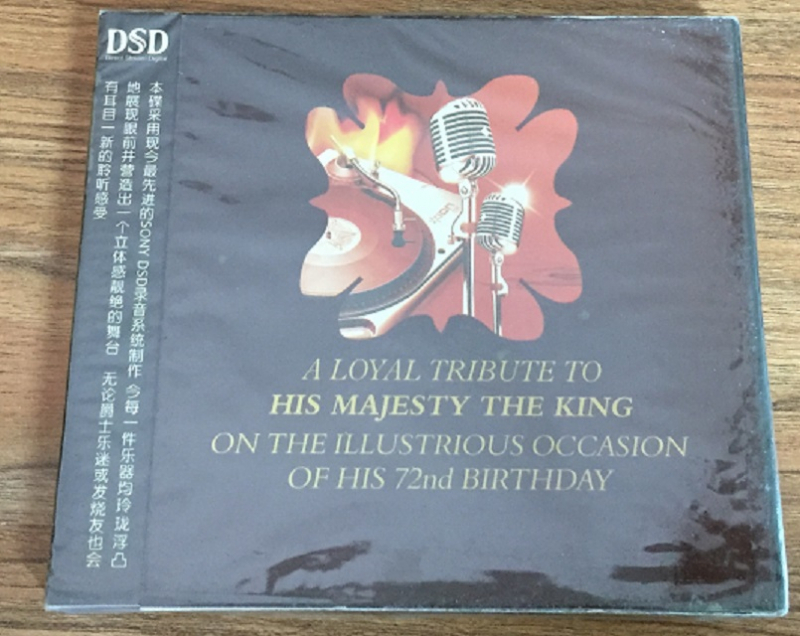 DSD
Direct Stream Digital
本碟采用现今最先进的SONY DSD录音系统制作 令每一件乐器均玲珑浮凸
地展现眼前并营造出一个立体感靓绝的舞台 无论爵士乐迷或发烧友也会
有耳目一新的聆听感受
A LOYAL TRIBUTE TO
HIS MAJESTY THE KING
ON THE ILLUSTRIOUS OCCASION
OF HIS 72nd BIRTHDAY